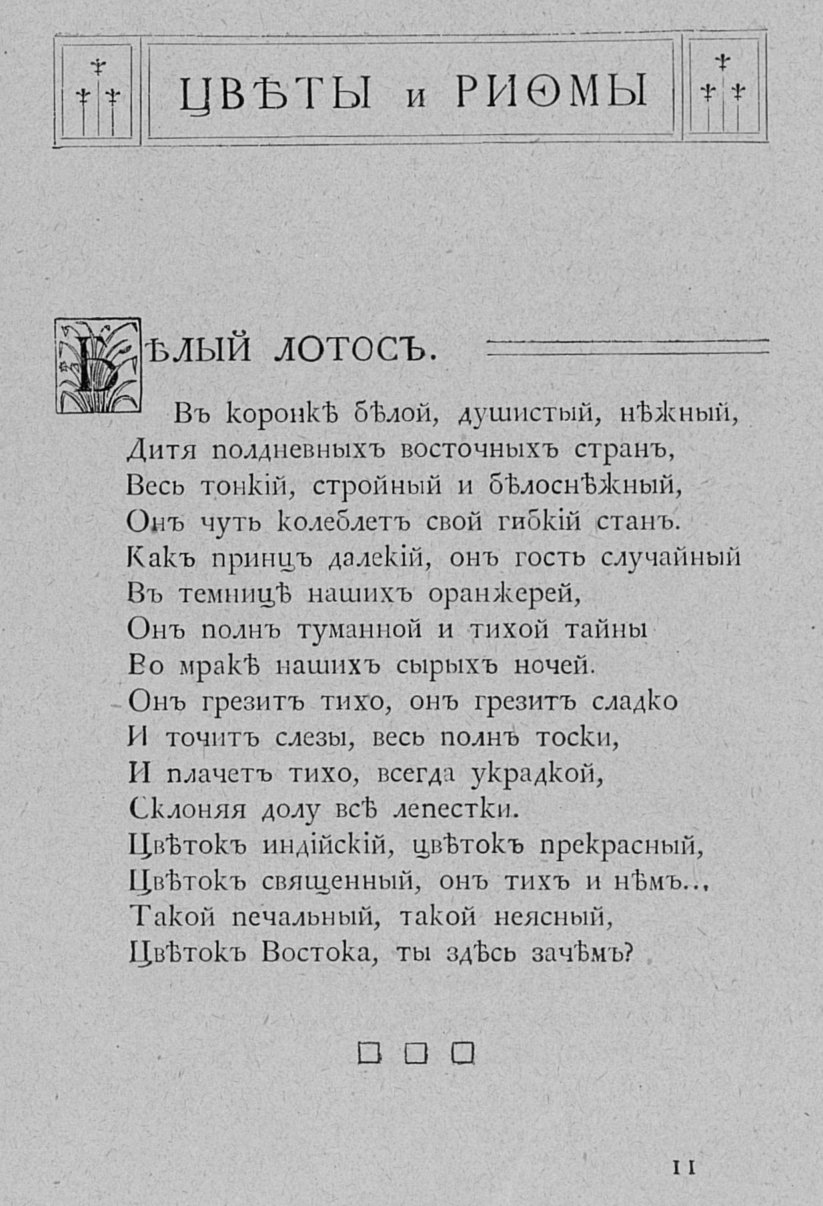 ЦВѢТЫ и РИѲМЫ
БѢЛЫЙ ЛОТОСЪ.
Въ коронкѣ бѣлой, душистый, нѣжный,
Дитя полдневныхъ восточныхъ странъ,
Весь тонкій, стройный и бѣлоснѣжный,
Онъ чуть колеблетъ свой гибкій станъ.
Какъ принцъ далекій, онъ гость случайный
Въ темницѣ нашихъ оранжерей,
Онъ полнъ туманной и тихой тайны
Во мракѣ нашихъ сырыхъ ночей.
Онъ грезитъ тихо, онъ грезитъ сладко
И точитъ слезы, весь полнъ тоски,
И плачетъ тихо, всегда украдкой,
Склоняя долу всѣ лепестки.
Цвѣтокъ индійскій, цвѣтокъ прекрасный,
Цвѣтокъ священный, онъ тихъ и нѣмъ...
Такой печальный, такой неясный,
Цвѣтокъ Востока, ты здѣсь зачѣмъ?
11